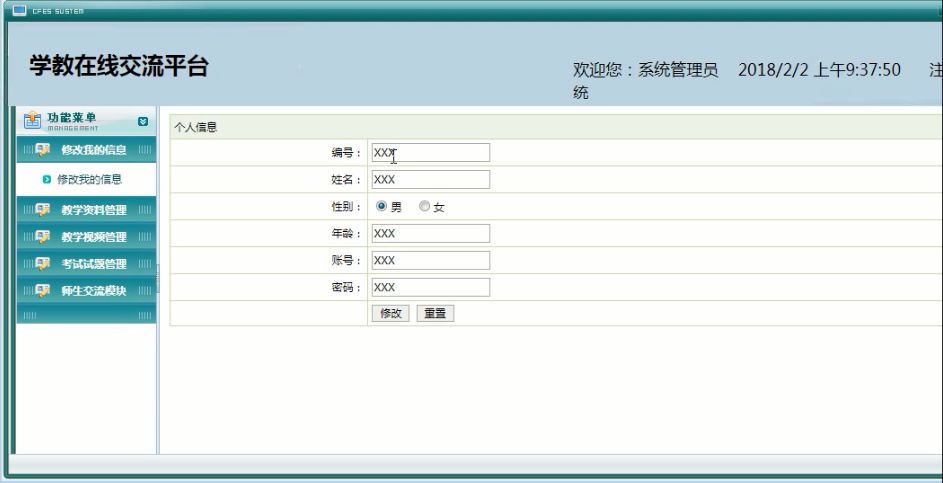 CFES SUSTEM
学教在线交流平台
欢迎您：系统管理员 2018/2/2 上午9:37:50 注
统
功能菜单
MANAGEMENT
修改我的信息
修改我的信息
教学资料管理
教学视频管理
考试试题管理
师生交流模块
个人信息
编号： XXX
姓名： XXX
性别： 男 女
年龄： XXX
账号： XXX
密码： XXX
修改 重置